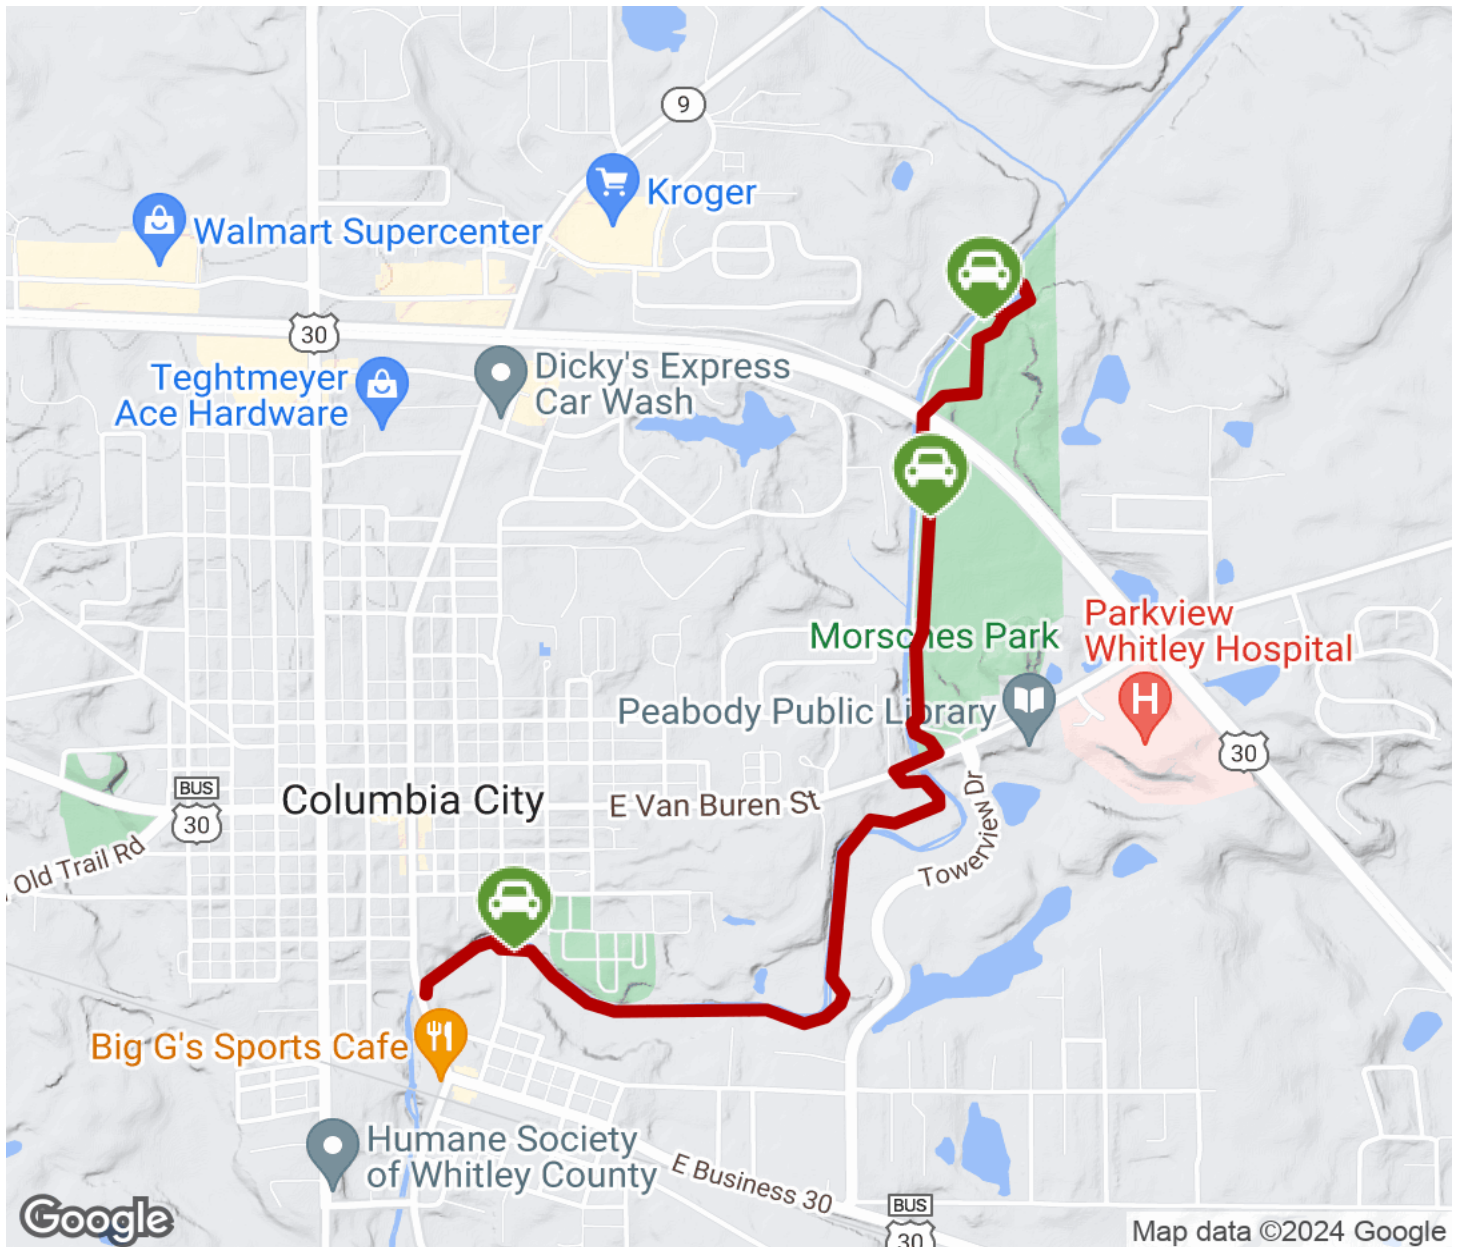 9
Kroger
Walmart Supercenter
30
Teghtmeyer
Ace Hardware
Dicky's Express
Car Wash
Morsches Park
Parkview
Whitley Hospital
H
Peabody Public Library
30
BUS
30
Columbia City
E Van Buren St
Towerview Dr
Old Trail Rd
Big G's Sports Cafe
Humane Society
of Whitley County
E Business 30
BUS
30
Google
Map data ©2024 Google